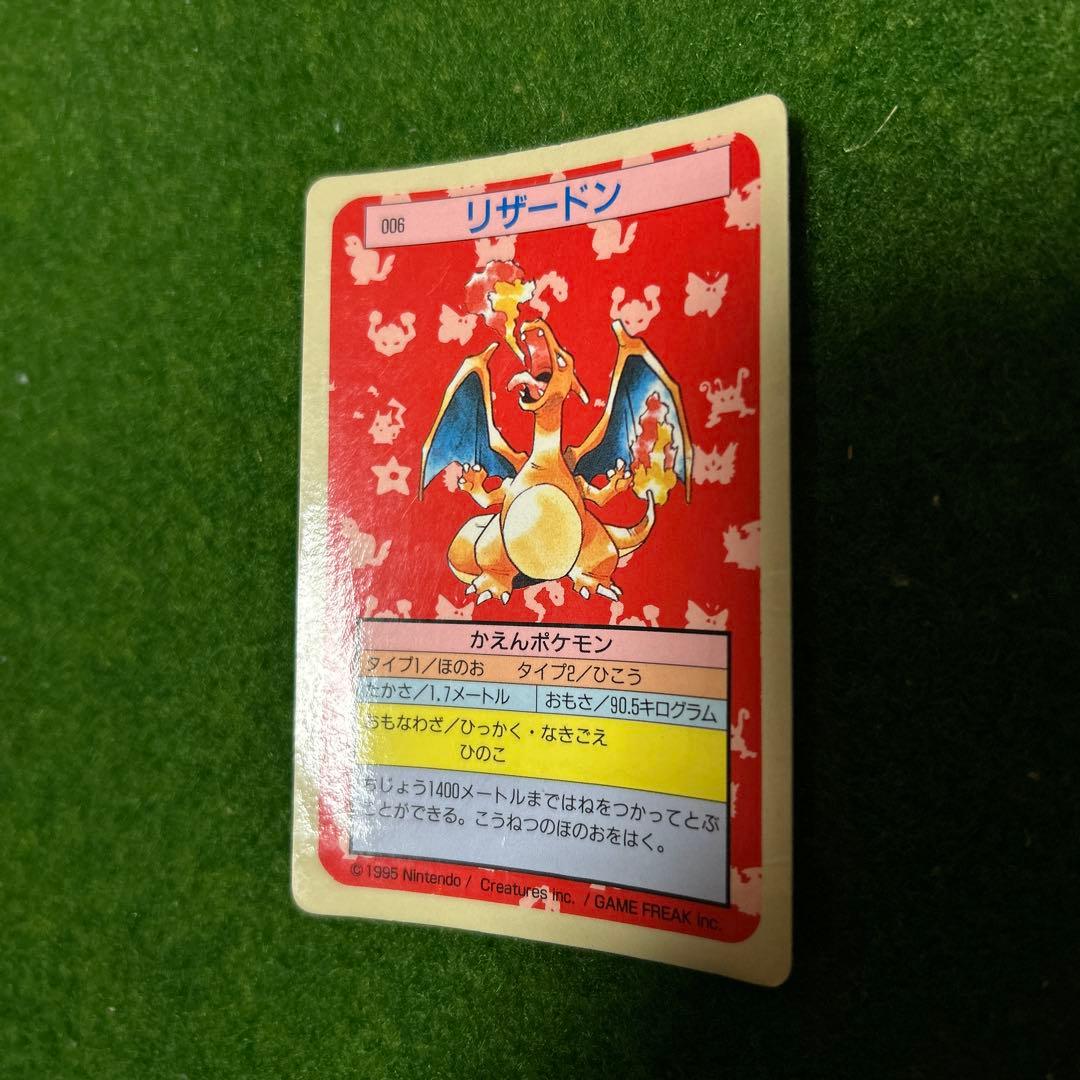 006 リザードン
かえんポケモン
タイプ1/ほのお タイプ2/ひこう
たかさ/1.7メートル おもさ/90.5キログラム
おもなわざ/ひっかく・なきごえ
ひのこ
ちじょう1400メートルまではねをつかってとぶ
ことができる。こうねつのほのおをはく。
©1995 Nintendo / Creatures inc. / GAME FREAK inc.